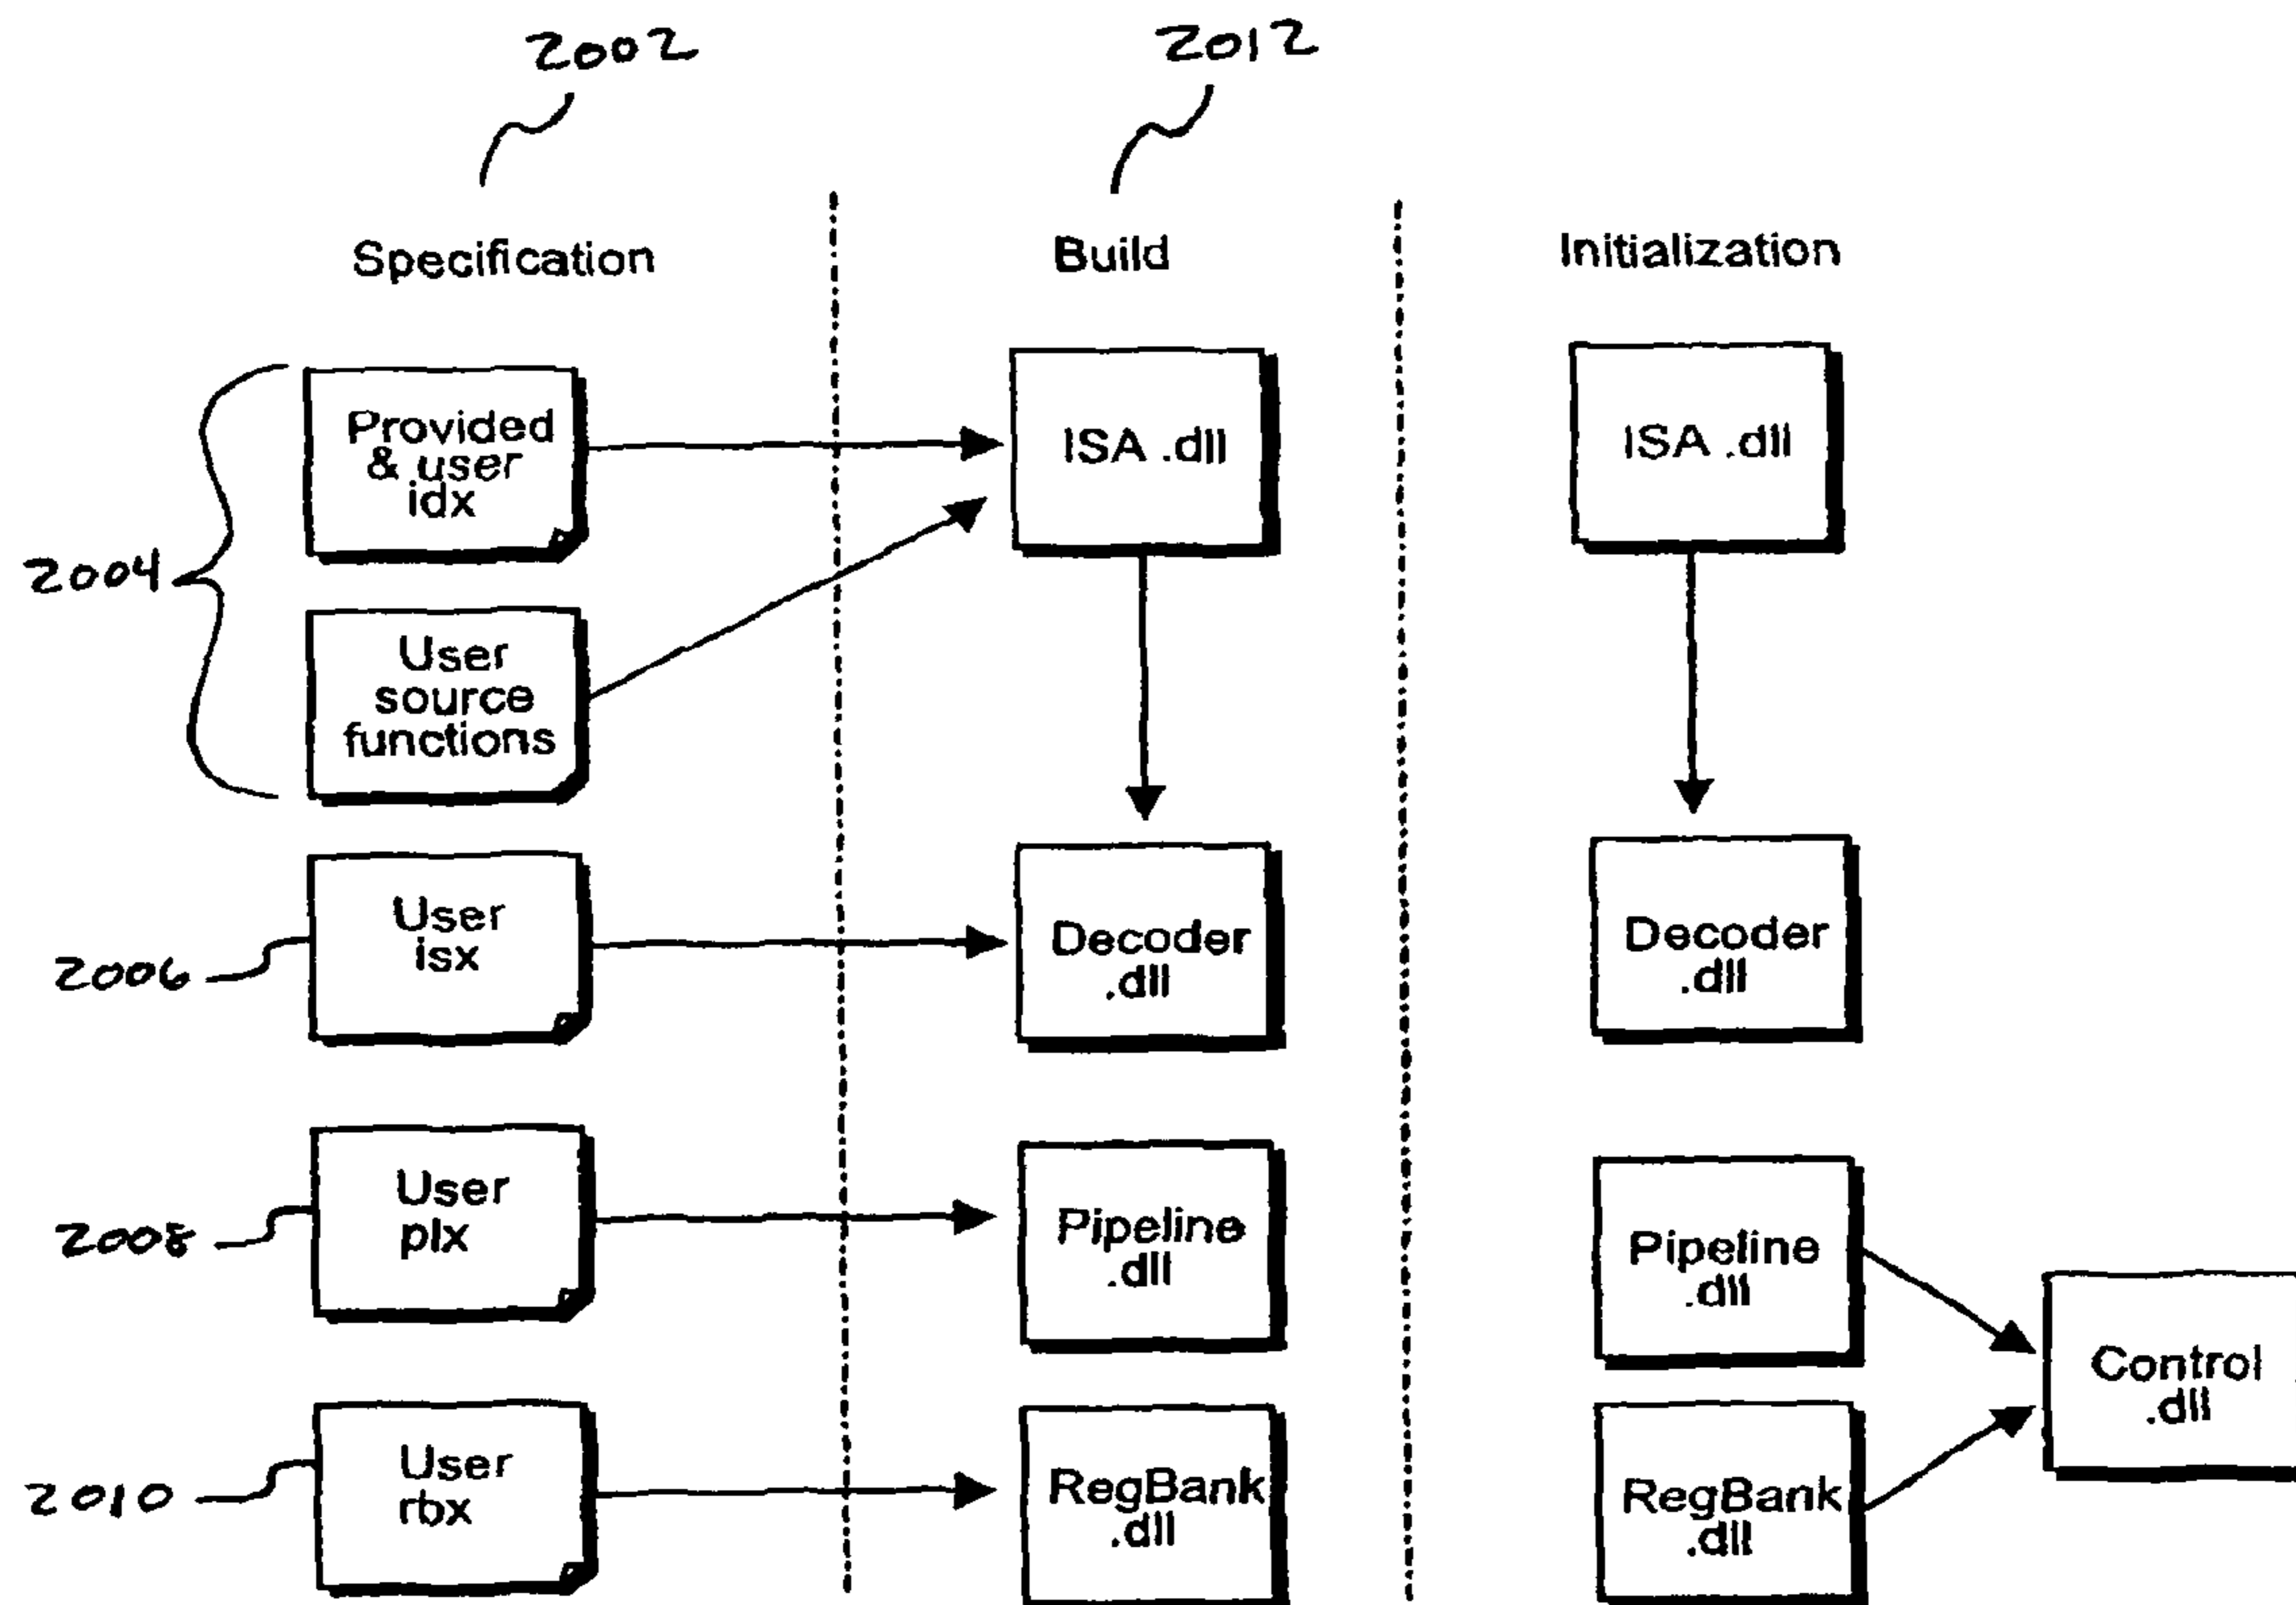 2002
2012
Specification
Build
Initialization
Provided
& user
idx
ISA .dll
ISA .dll
2004
User
source
functions
2006
User
isx
Decoder
.dll
Decoder
.dll
2008
User
plx
Pipeline
.dll
Pipeline
.dll
Control
.dll
2010
User
rbx
RegBank
.dll
RegBank
.dll